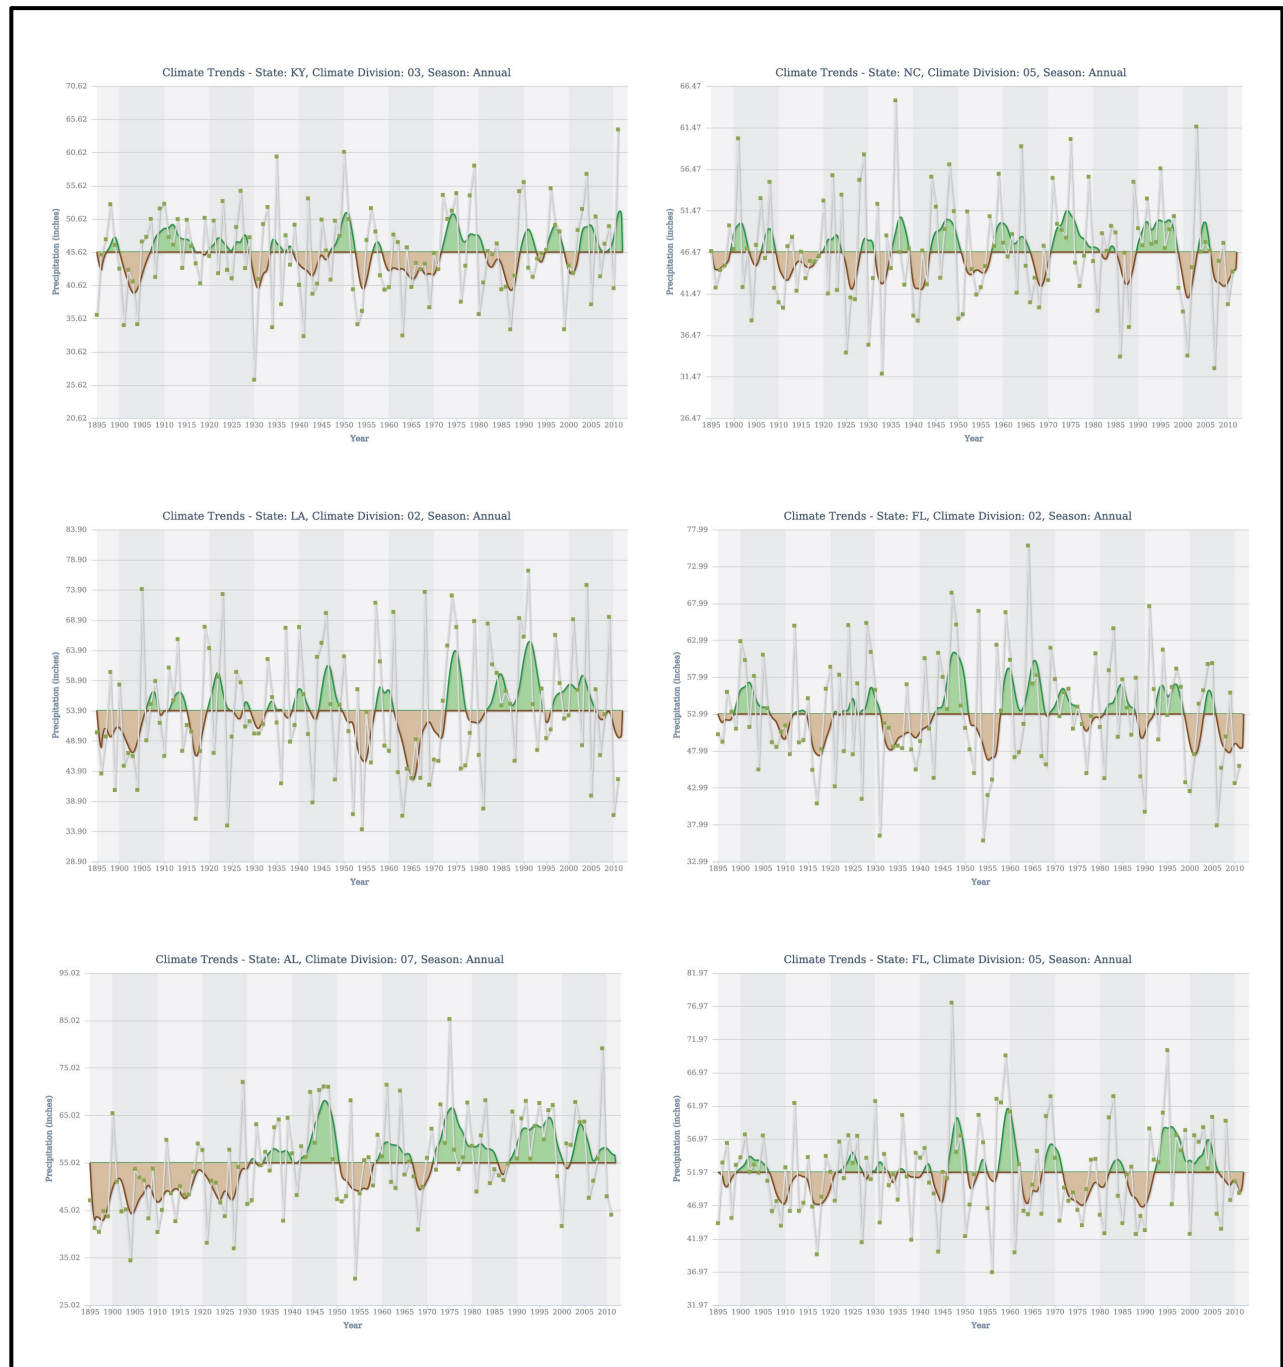 Climate Trends - State: KY, Climate Division: 03, Season: Annual
70.62
65.62
60.62
55.62
50.62
45.62
40.62
35.62
30.62
25.62
20.62
Precipitation (inches)
1895 1900 1905 1910 1915 1920 1925 1930 1935 1940 1945 1950 1955 1960 1965 1970 1975 1980 1985 1990 1995 2000 2005 2010
Year
Climate Trends - State: NC, Climate Division: 05, Season: Annual
66.47
61.47
56.47
51.47
46.47
41.47
36.47
31.47
26.47
Precipitation (inches)
1895 1900 1905 1910 1915 1920 1925 1930 1935 1940 1945 1950 1955 1960 1965 1970 1975 1980 1985 1990 1995 2000 2005 2010
Year
Climate Trends - State: LA, Climate Division: 02, Season: Annual
83.90
78.90
73.90
68.90
63.90
58.90
53.90
48.90
43.90
38.90
33.90
28.90
Precipitation (inches)
1895 1900 1905 1910 1915 1920 1925 1930 1935 1940 1945 1950 1955 1960 1965 1970 1975 1980 1985 1990 1995 2000 2005 2010
Year
Climate Trends - State: FL, Climate Division: 02, Season: Annual
77.99
72.99
67.99
62.99
57.99
52.99
47.99
42.99
37.99
32.99
Precipitation (inches)
1895 1900 1905 1910 1915 1920 1925 1930 1935 1940 1945 1950 1955 1960 1965 1970 1975 1980 1985 1990 1995 2000 2005 2010
Year
Climate Trends - State: AL, Climate Division: 07, Season: Annual
95.02
85.02
75.02
65.02
55.02
45.02
35.02
25.02
Precipitation (inches)
1895 1900 1905 1910 1915 1920 1925 1930 1935 1940 1945 1950 1955 1960 1965 1970 1975 1980 1985 1990 1995 2000 2005 2010
Year
Climate Trends - State: FL, Climate Division: 05, Season: Annual
81.97
76.97
71.97
66.97
61.97
56.97
51.97
46.97
41.97
36.97
31.97
Precipitation (inches)
1895 1900 1905 1910 1915 1920 1925 1930 1935 1940 1945 1950 1955 1960 1965 1970 1975 1980 1985 1990 1995 2000 2005 2010
Year